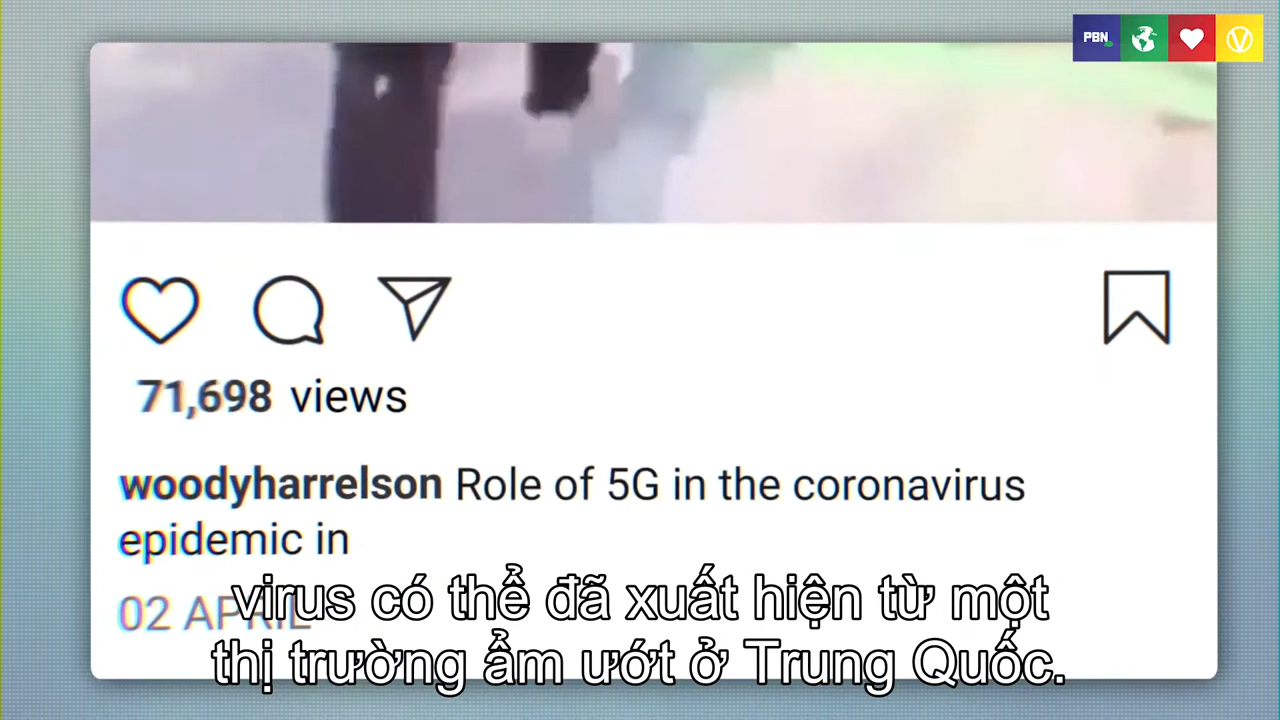 PBN
71,698 views
woodyharrelson Role of 5G in the coronavirus
epidemic in
02 APRIL
virus có thể đã xuất hiện từ một
thị trường ẩm ướt ở Trung Quốc.